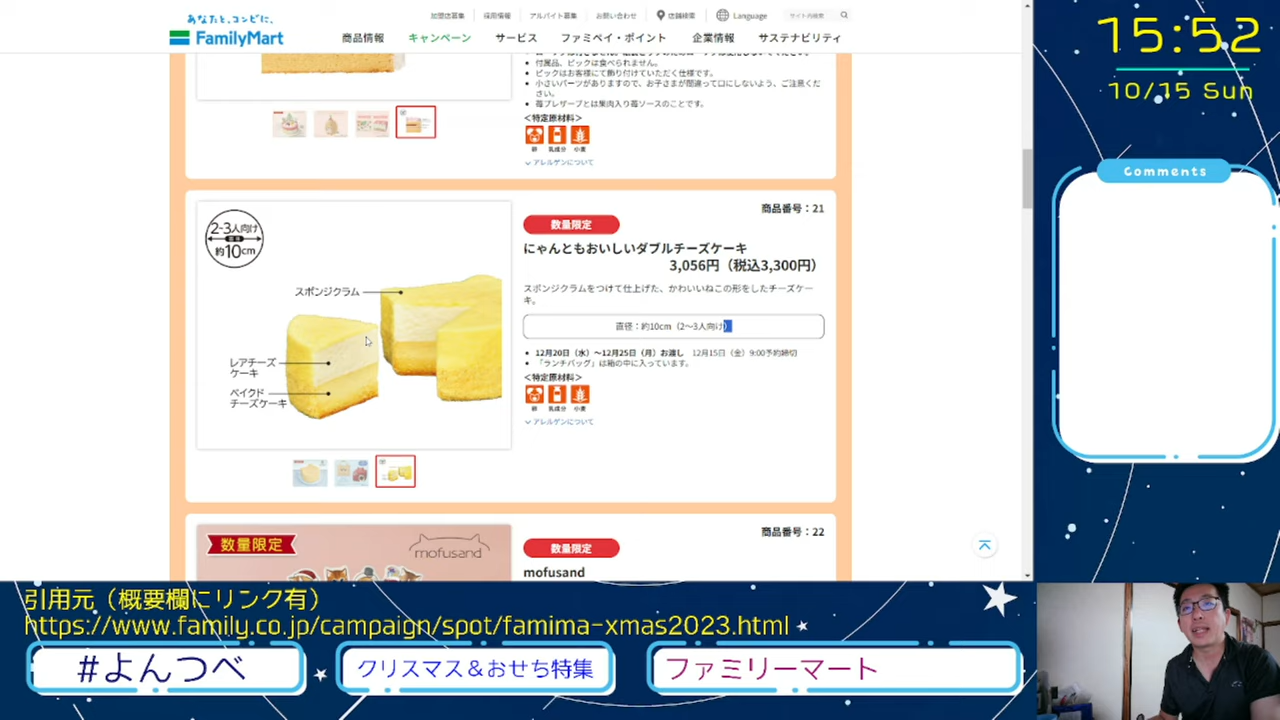 あなたと、コンビに、
FamilyMart
加盟店募集
採用情報
アルバイト募集
お問い合わせ
店舗検索
Language
サイト内検索
商品情報
キャンペーン
サービス
ファミペイ・ポイント
企業情報
サステナビリティ
付属品、ピックは食べられません。
ピックはお客様にて飾り付けていただく仕様です。
小さいパーツがありますので、お子さまが間違って口にしないよう、ご注意くだ
さい。
苺プレザーブとは果肉入り苺ソースのことです。
＜特定原材料＞
卵 乳成分 小麦
アレルゲンについて
商品番号：21
2-3人向け
直径
約10cm
スポンジクラム
レアチーズ
ケーキ
ベイクド
チーズケーキ
数量限定
にゃんともおいしいダブルチーズケーキ
3,056円（税込3,300円）
スポンジクラムをつけて仕上げた、かわいいねこの形をしたチーズケー
キ。
直径：約10cm（2～3人向け）
12月20日（水）～12月25日（月）お渡し　12月15日（金）9:00予約締切
「ランチバッグ」は箱の中に入っています。
＜特定原材料＞
卵 乳成分 小麦
アレルゲンについて
商品番号：22
数量限定
mofusand
数量限定
mofusand
15:52
10/15 Sun
Comments
引用元（概要欄にリンク有）
https://www.family.co.jp/campaign/spot/famima-xmas2023.html
#よんつべ
クリスマス＆おせち特集
ファミリーマート